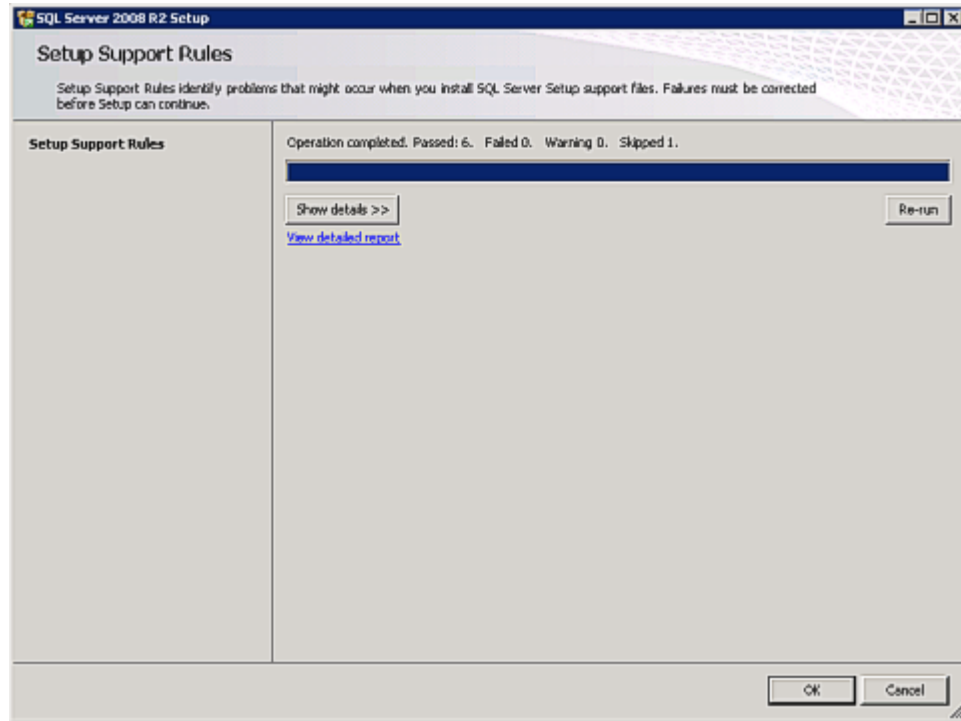 SQL Server 2008 R2 Setup
Setup Support Rules
Setup Support Rules identify problems that might occur when you install SQL Server Setup support files. Failures must be corrected
before Setup can continue.
Setup Support Rules
Operation completed. Passed: 6. Failed 0. Warning 0. Skipped 1.
Show details >>
Re-run
View detailed report
OK
Cancel